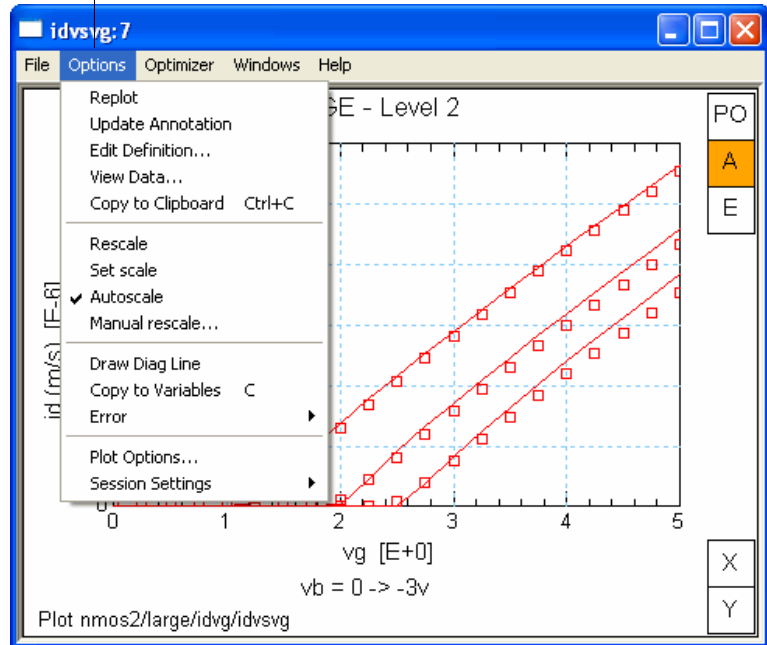 idvsvg:7
File Options Optimizer Windows Help
Replot
Update Annotation
Edit Definition...
View Data...
Copy to Clipboard Ctrl+C
Rescale
Set scale
Autoscale
Manual rescale...
Draw Diag Line
Copy to Variables C
Error
Plot Options...
Session Settings
GE - Level 2
PO
A
E
id (m/s) [E-6]
0
0 1 2 3 4 5
vg [E+0]
vb = 0 -> -3v
Plot nmos2/large/idvg/idvsvg
X
Y